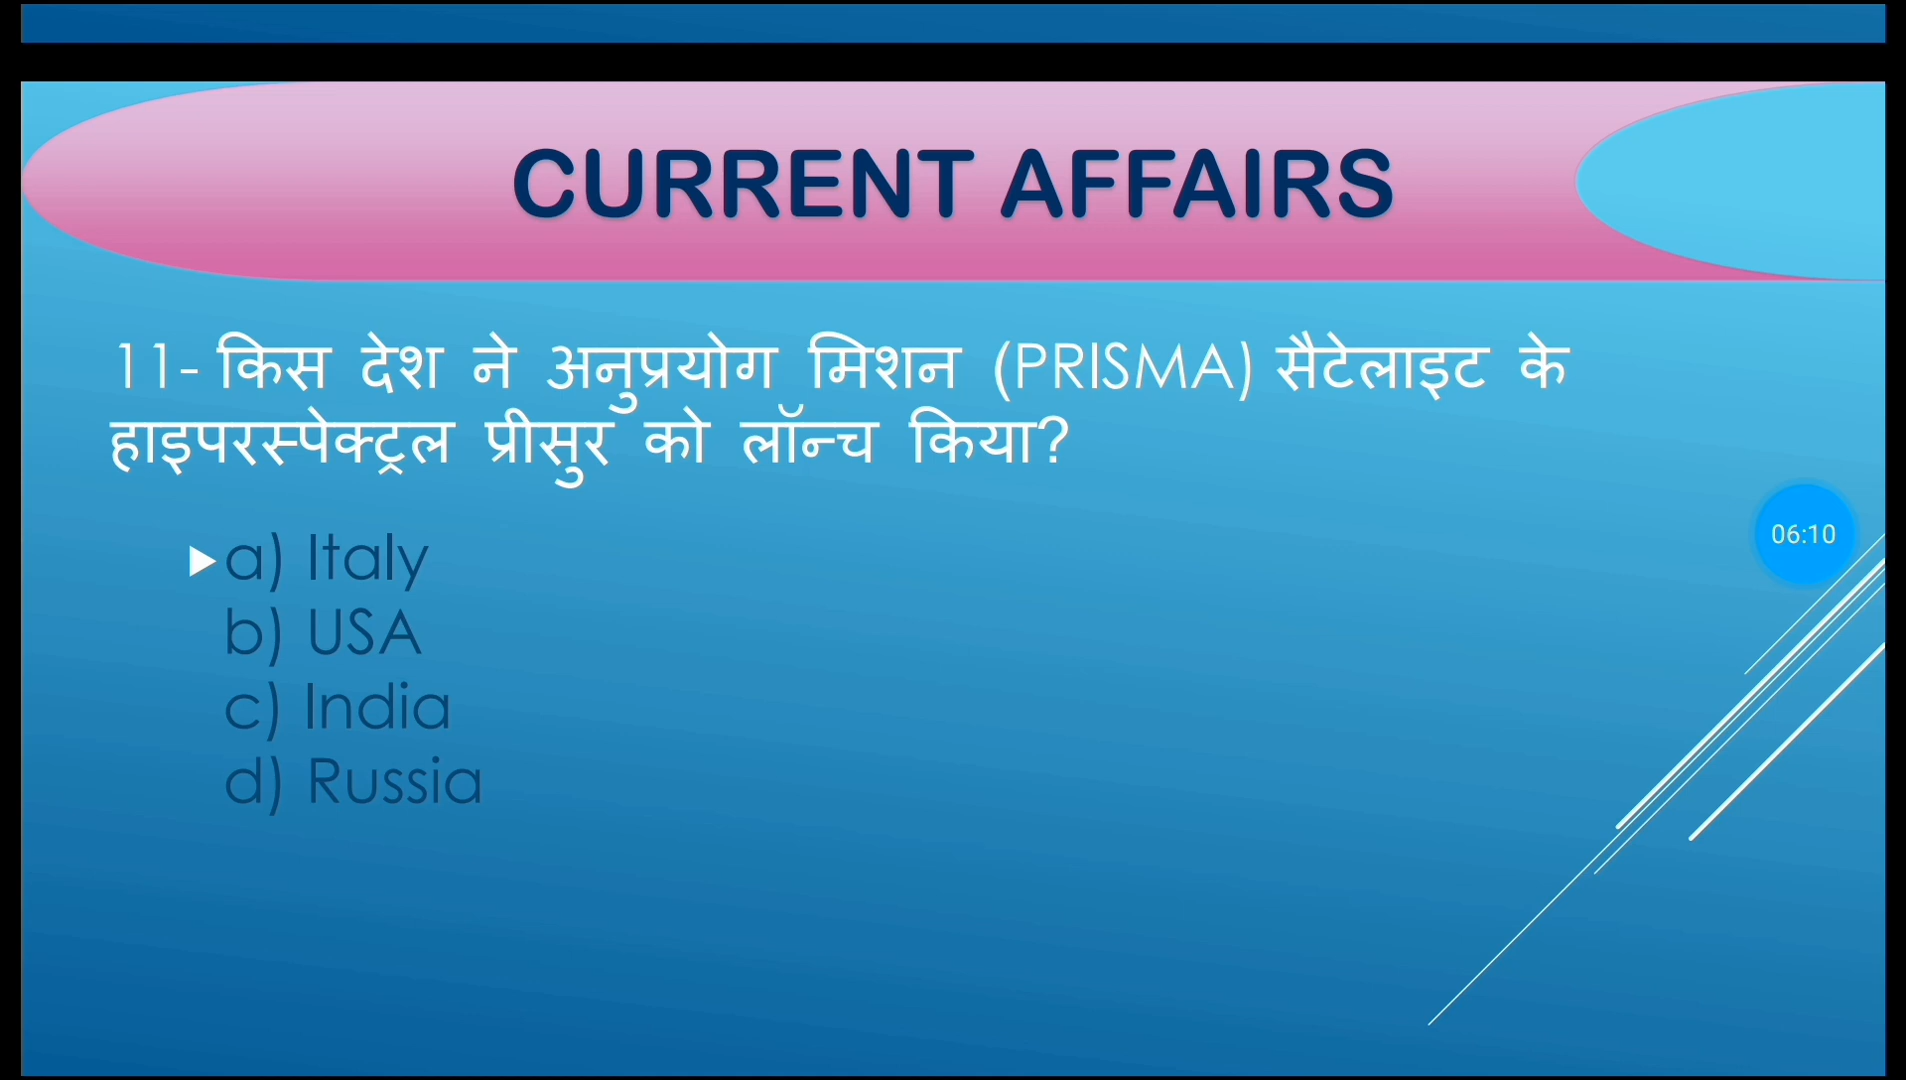 CURRENT AFFAIRS
11- किस देश ने अनुप्रयोग मिशन (PRISMA) सैटेलाइट के
हाइपरस्पेक्ट्रल प्रीसुर को लॉन्च किया?
a) Italy
b) USA
c) India
d) Russia
06:10